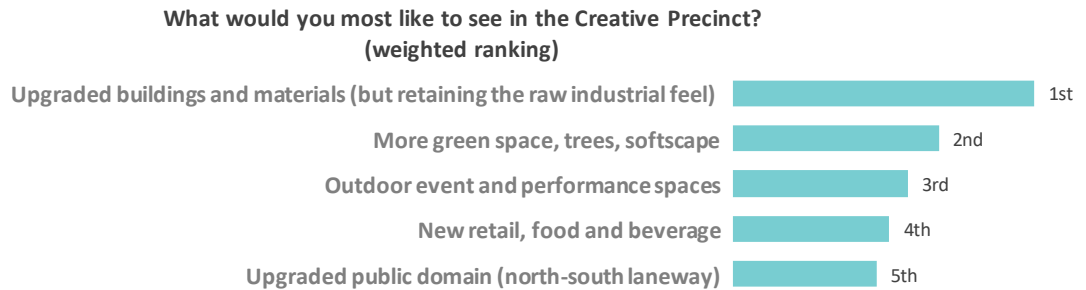 What would you most like to see in the Creative Precinct?
(weighted ranking)
Upgraded buildings and materials (but retaining the raw industrial feel) 1st
More green space, trees, softscape 2nd
Outdoor event and performance spaces 3rd
New retail, food and beverage 4th
Upgraded public domain (north-south laneway) 5th